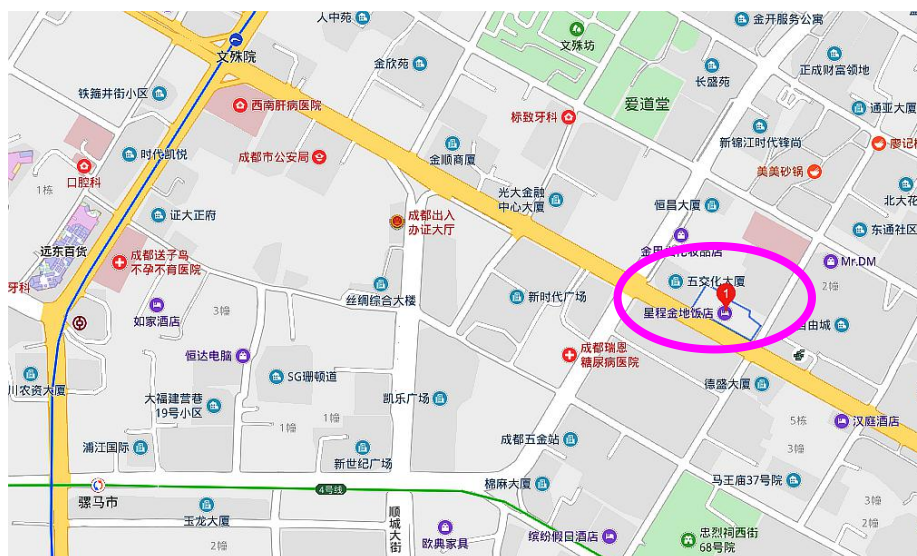 人中苑
金开服务公寓
文殊院
文殊坊
金欣苑
正成财富领地
长盛苑
铁箍井街小区
西南肝病医院
爱道堂
通亚大厦
标致牙科
新锦江时代锋尚
廖记棒
时代凯悦
成都市公安局
金顺商厦
美美砂锅
口腔科
1栋
光大金融
中心大厦
北大花
恒昌大厦
证大正府
成都出入
办证大厅
东通社区
远东百货
成都送子鸟
不孕不育医院
Mr.DM
牙科
丝绸综合大楼
五交化大厦
2幢
新时代广场
1
3幢
如家酒店
星程金地饭店
自由城
恒达电脑
成都瑞恩
糖尿病医院
SG珊顿道
德盛大厦
川农资大厦
大福建营巷
19号小区
凯乐广场
5栋
汉庭酒店
1幢
1幢
成都五金站
3幢
浦江国际
新世纪广场
马王庙37号院
棉麻大厦
4号线
骡马市
3幢
玉龙大厦
顺城大街
2幢
欧典家具
缤纷假日酒店
忠烈祠西街
68号院
2幢